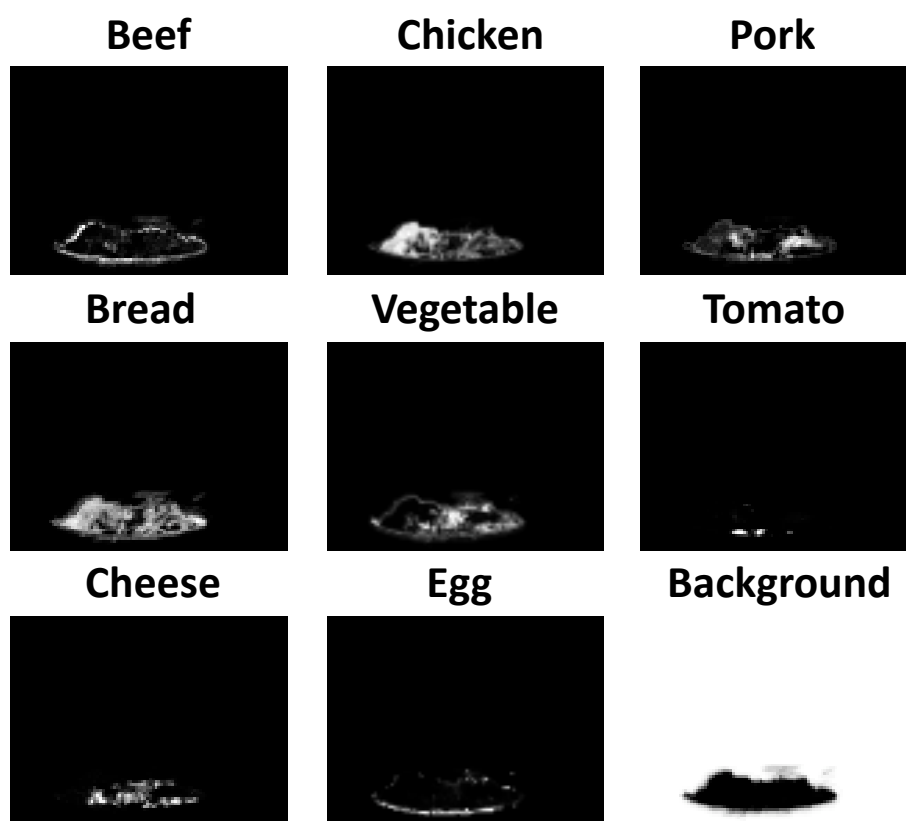 Beef Chicken Pork
Bread Vegetable Tomato
Cheese Egg Background